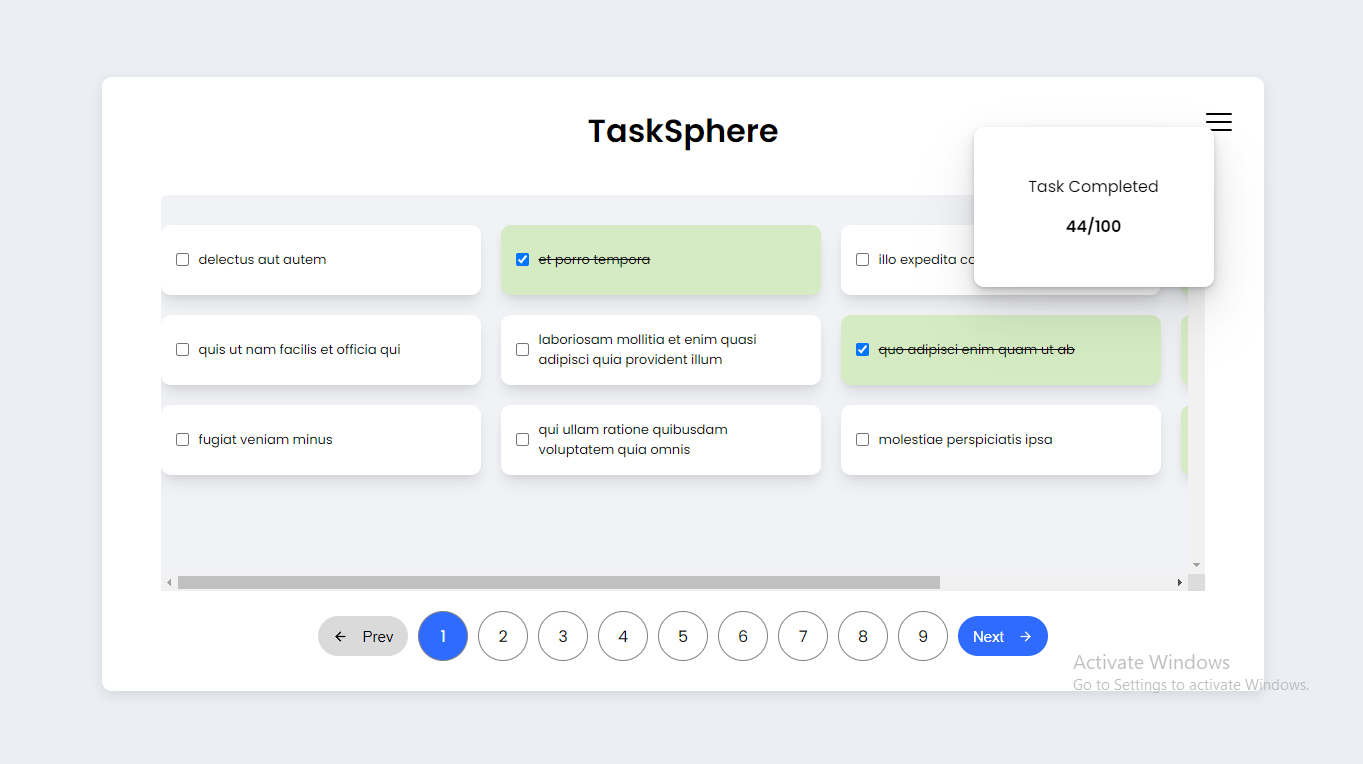 TaskSphere
Task Completed
44/100
delectus aut autem
et porro tempora
illo expedita
quis ut nam facilis et officia qui
laboriosam mollitia et enim quasi
adipisci quia provident illum
quo adipisci enim quam ut ab
fugiat veniam minus
qui ullam ratione quibusdam
voluptatem quia omnis
molestiae perspiciatis ipsa
Prev 1 2 3 4 5 6 7 8 9 Next
Activate Windows
Go to Settings to activate Windows.